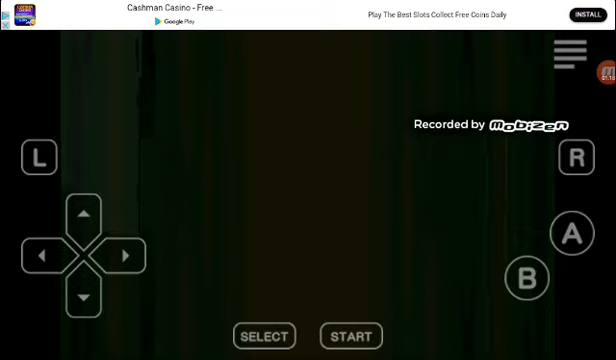 Cashman Casino - Free ...
Google Play
Play The Best Slots Collect Free Coins Daily
INSTALL
Recorded by MOBIZEN
L
R
A
B
SELECT
START